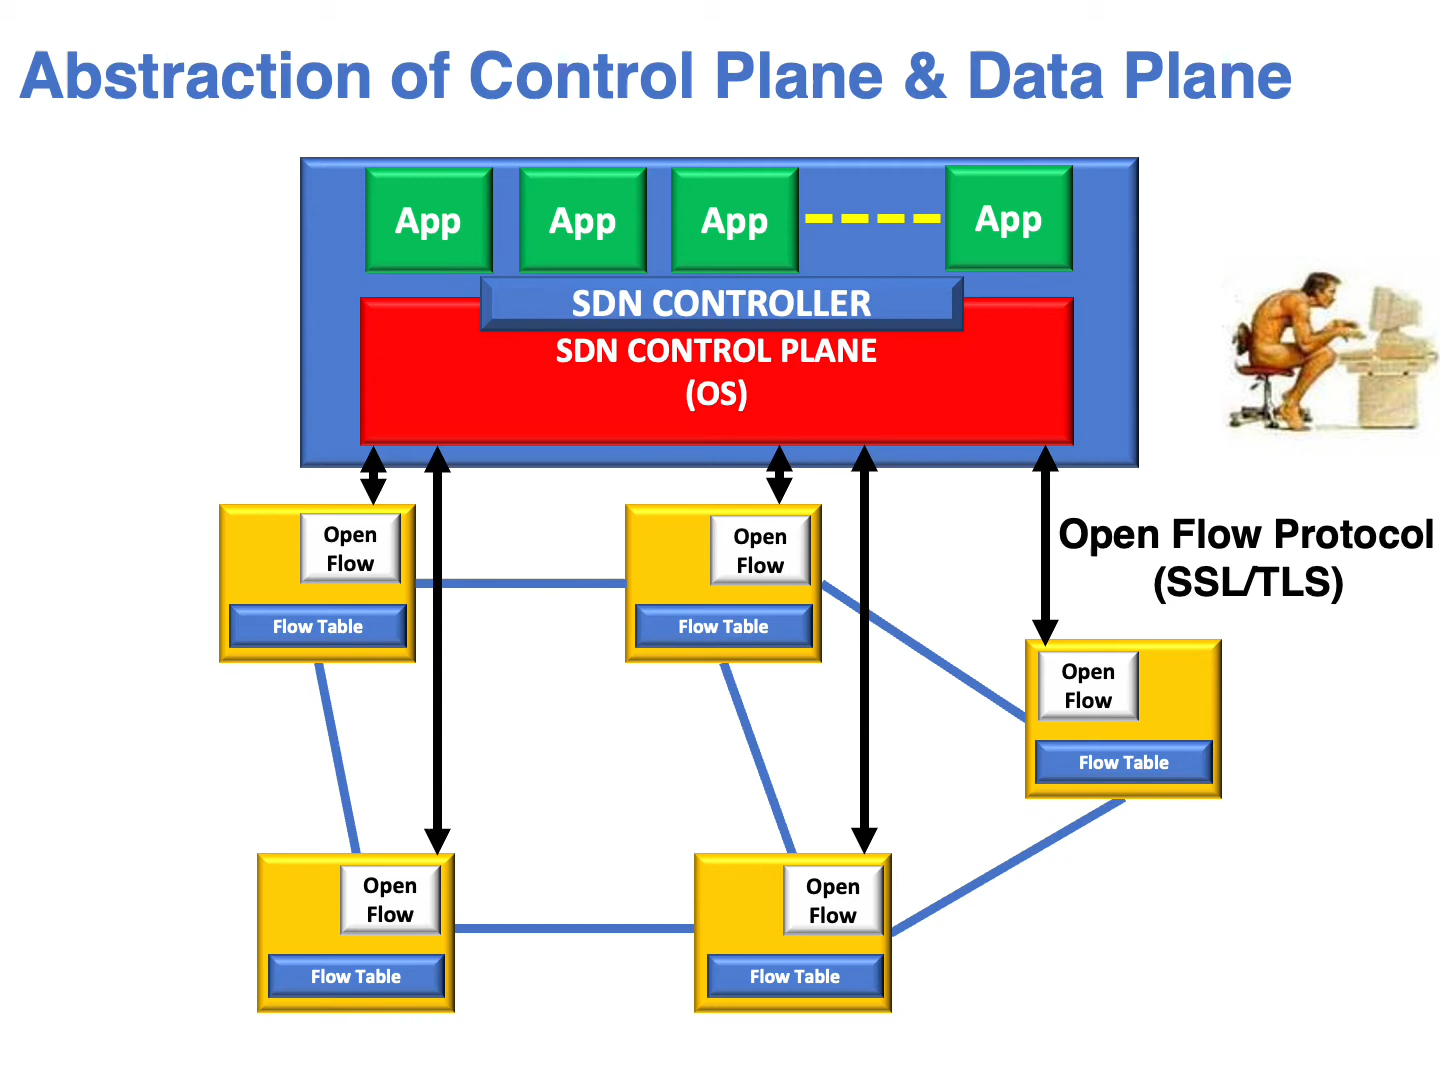 Abstraction of Control Plane & Data Plane
App
App
App
App
SDN CONTROLLER
SDN CONTROL PLANE
(OS)
Open
Flow
Flow Table
Open
Flow
Flow Table
Open Flow Protocol
(SSL/TLS)
Open
Flow
Flow Table
Open
Flow
Flow Table
Open
Flow
Flow Table